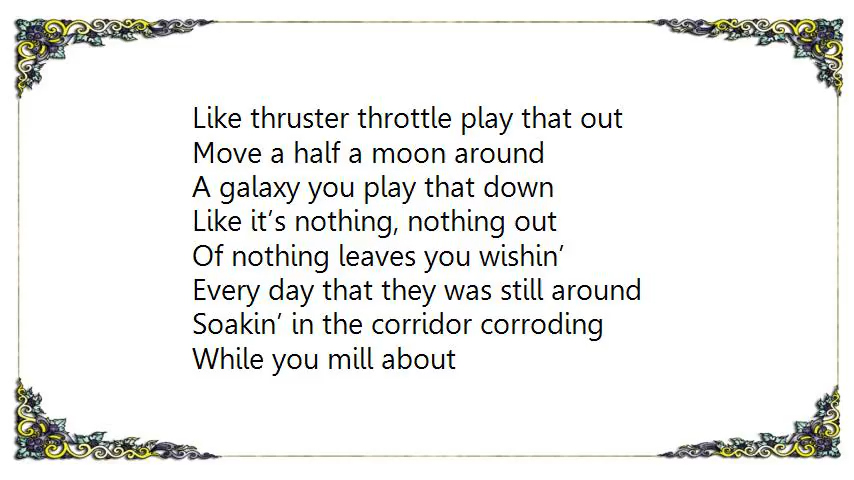 Like thruster throttle play that out
Move a half a moon around
A galaxy you play that down
Like it’s nothing, nothing out
Of nothing leaves you wishin’
Every day that they was still around
Soakin’ in the corridor corroding
While you mill about